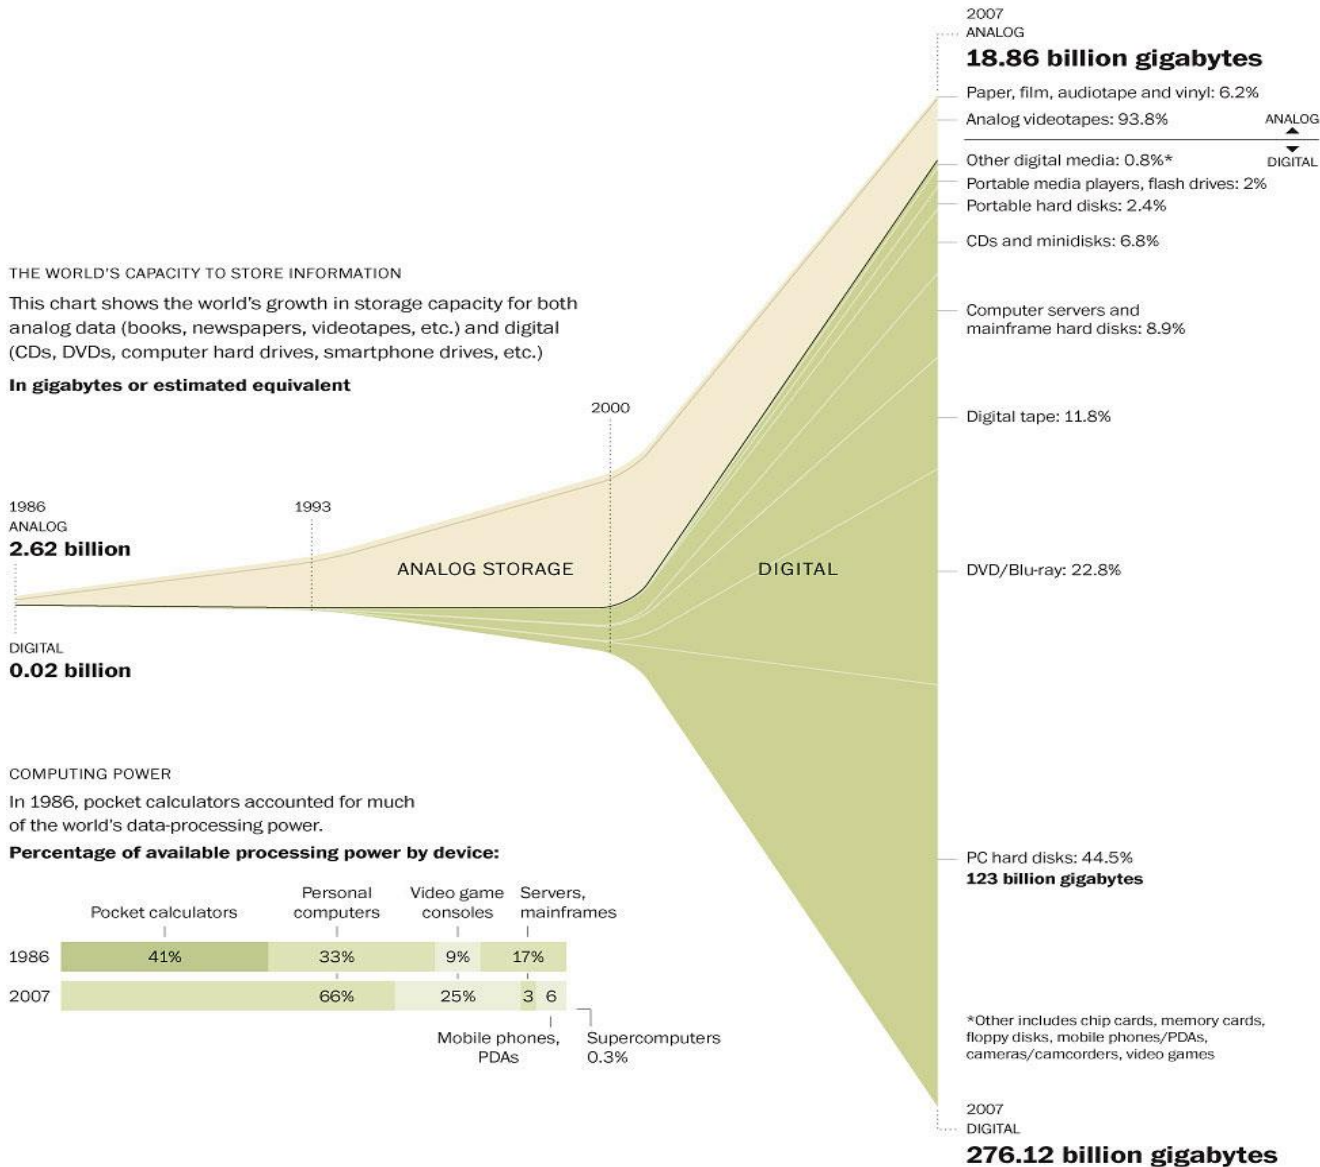 2007
ANALOG
18.86 billion gigabytes
Paper, film, audiotape and vinyl: 6.2%
Analog videotapes: 93.8%
ANALOG
Other digital media: 0.8%*
DIGITAL
Portable media players, flash drives: 2%
Portable hard disks: 2.4%
CDs and minidisks: 6.8%
Computer servers and
mainframe hard disks: 8.9%
Digital tape: 11.8%
DVD/Blu-ray: 22.8%
PC hard disks: 44.5%
123 billion gigabytes
*Other includes chip cards, memory cards,
floppy disks, mobile phones/PDAs,
cameras/camcorders, video games
2007
DIGITAL
276.12 billion gigabytes
THE WORLD'S CAPACITY TO STORE INFORMATION
This chart shows the world's growth in storage capacity for both
analog data (books, newspapers, videotapes, etc.) and digital
(CDs, DVDs, computer hard drives, smartphone drives, etc.)
In gigabytes or estimated equivalent
2000
1993
1986
ANALOG
2.62 billion
ANALOG STORAGE
DIGITAL
DIGITAL
0.02 billion
COMPUTING POWER
In 1986, pocket calculators accounted for much
of the world's data-processing power.
Percentage of available processing power by device:
Pocket calculators
Personal
computers
Video game
consoles
Servers,
mainframes
1986 41% 33% 9% 17%
2007 66% 25% 3 6
Mobile phones,
PDAs
Supercomputers
0.3%